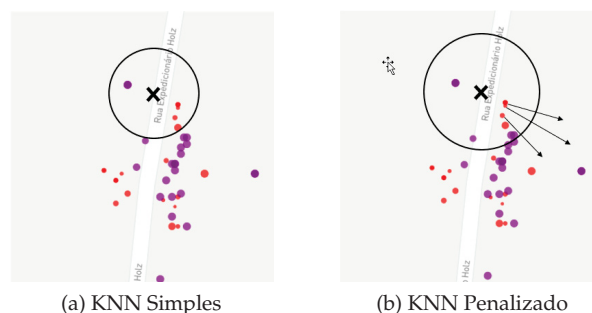 Rua Expedicionário Holz
Holz
(a) KNN Simples
Rua Expedicionário Holz
Holz
(b) KNN Penalizado